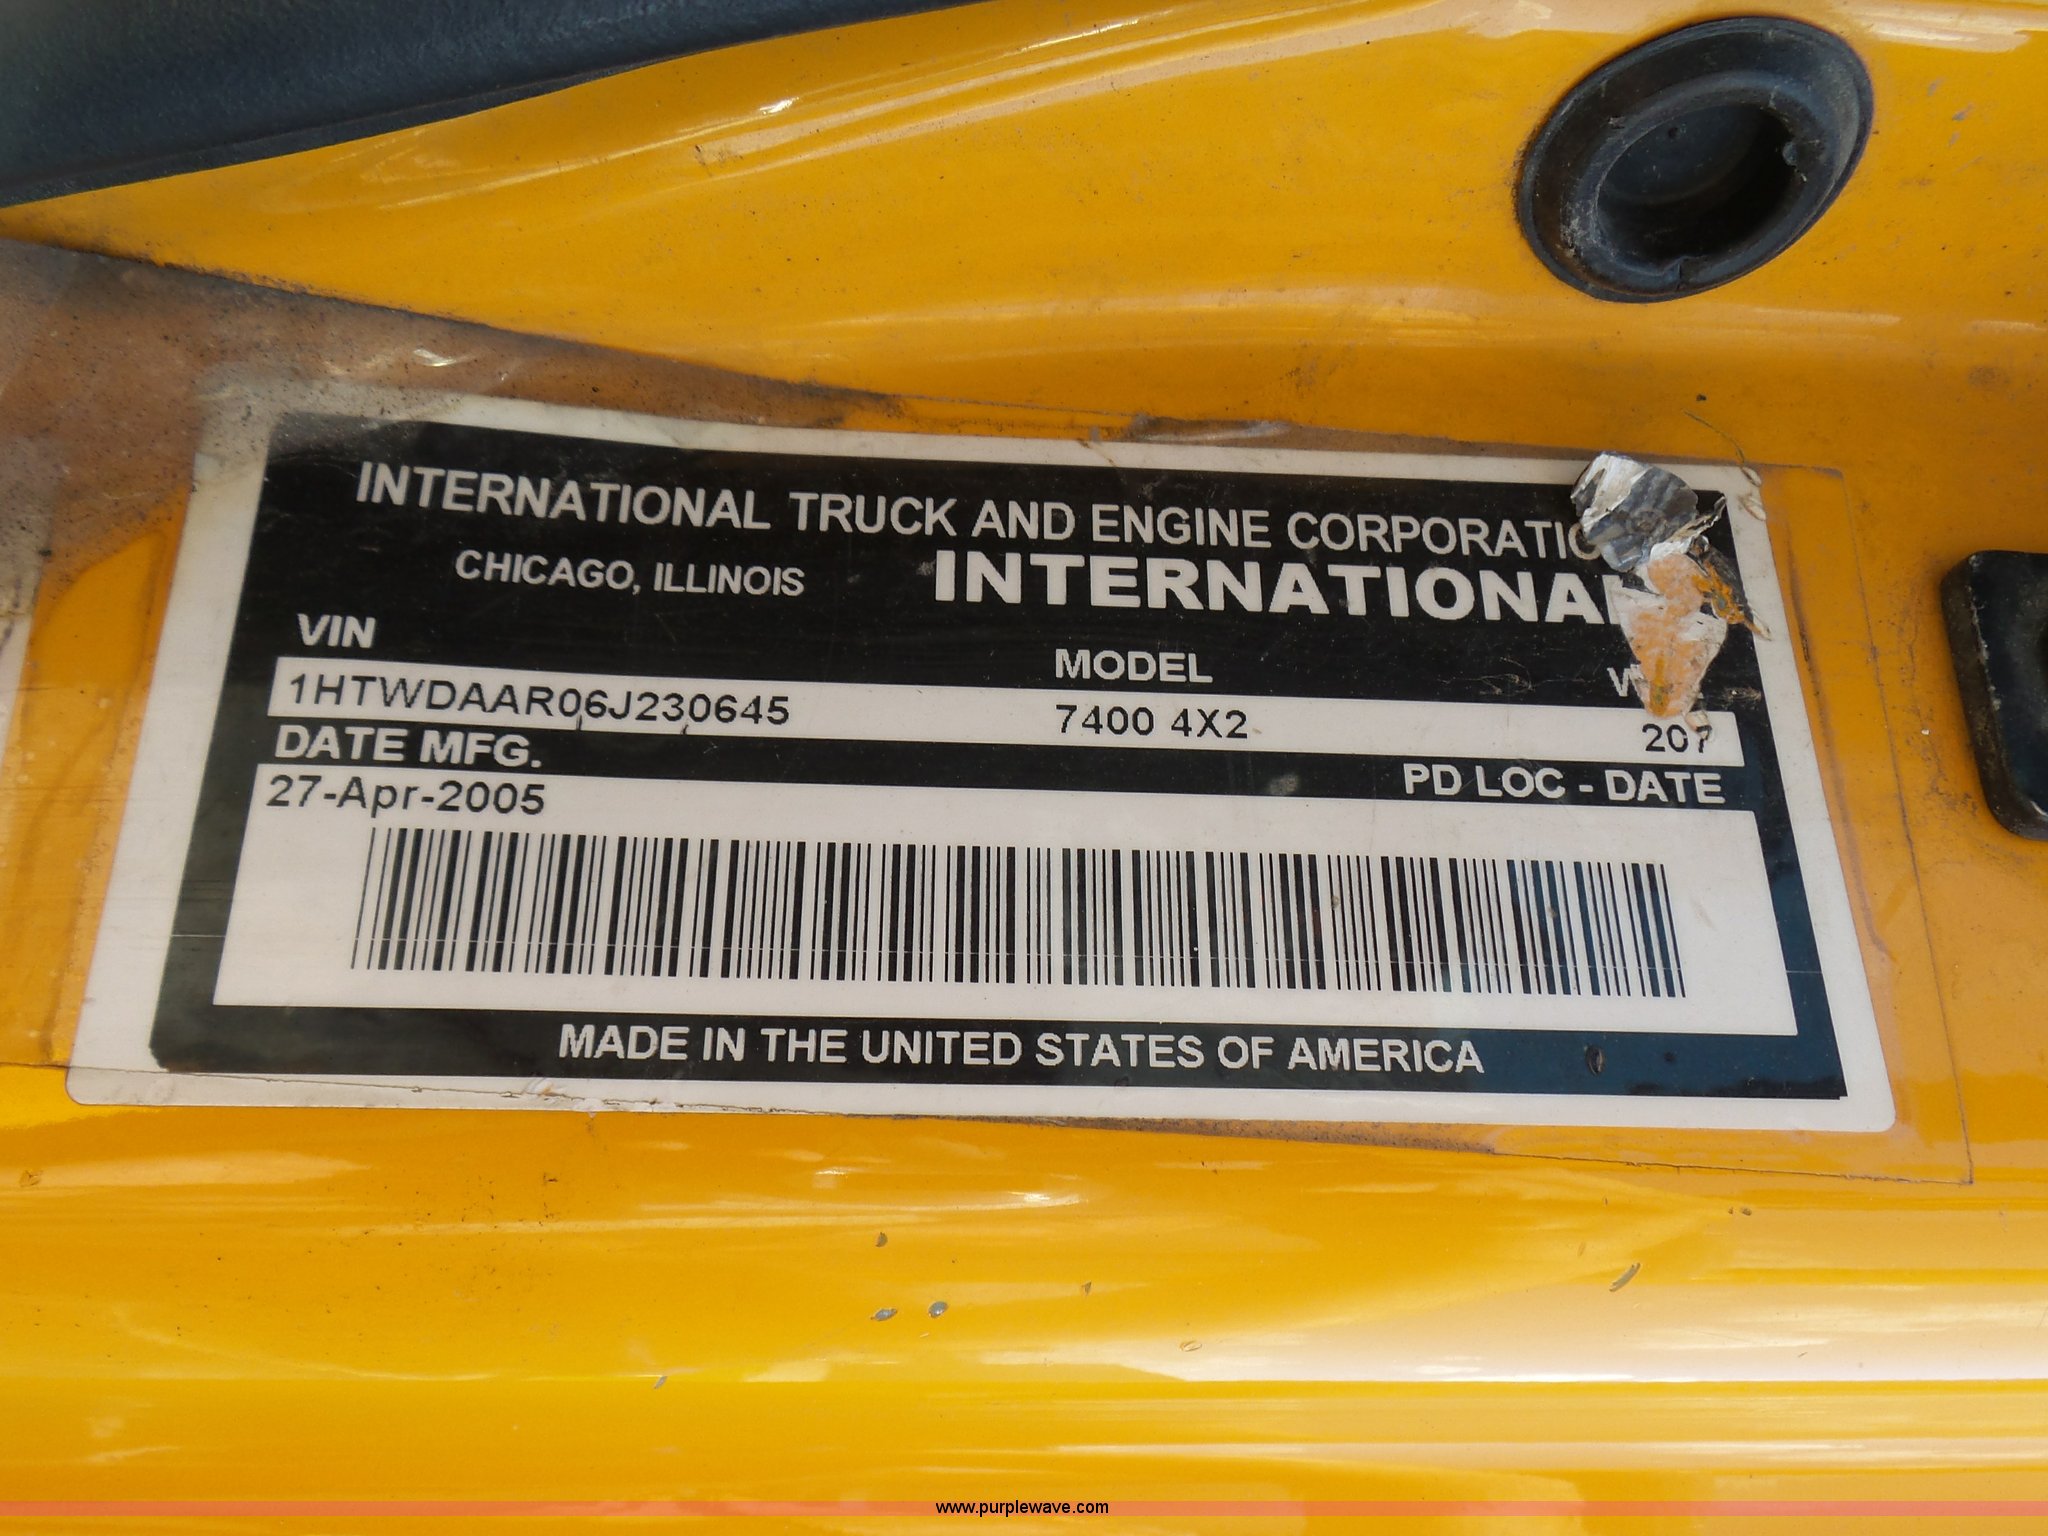 INTERNATIONAL TRUCK AND ENGINE CORPORATIO
CHICAGO, ILLINOIS INTERNATIONAL
VIN MODEL
1HTWDAAR06J230645 7400 4X2 207
DATE MFG. PD LOC - DATE
27-Apr-2005
MADE IN THE UNITED STATES OF AMERICA
www.purplewave.com